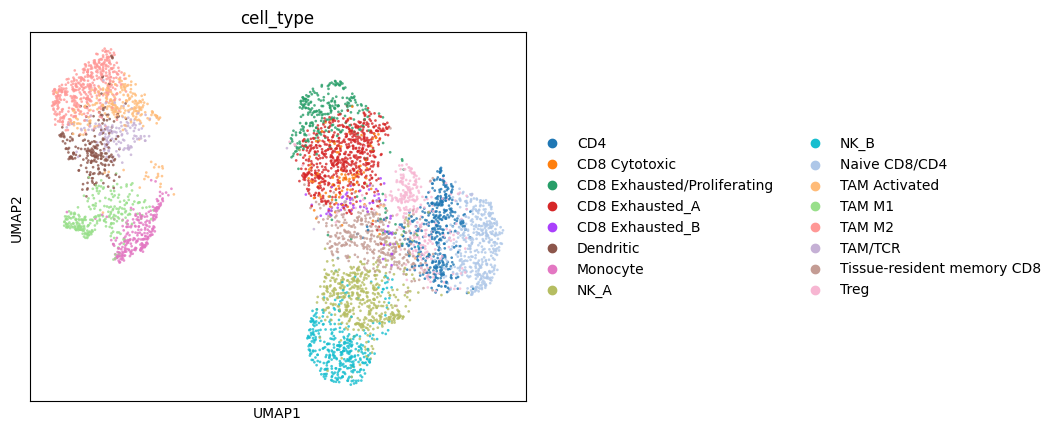 cell_type
UMAP2
UMAP1
CD4
CD8 Cytotoxic
CD8 Exhausted/Proliferating
CD8 Exhausted_A
CD8 Exhausted_B
Dendritic
Monocyte
NK_A
NK_B
Naive CD8/CD4
TAM Activated
TAM M1
TAM M2
TAM/TCR
Tissue-resident memory CD8
Treg